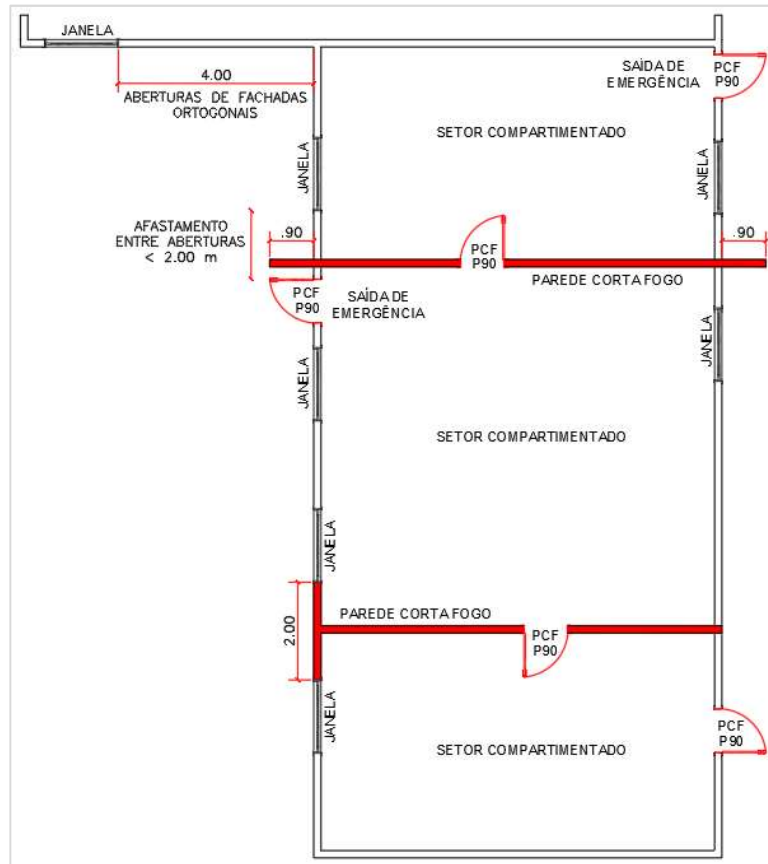 JANELA
4.00
ABERTURAS DE FACHADAS
ORTOGONAIS
SAÍDA DE
EMERGÊNCIA
PCF
P90
SETOR COMPARTIMENTADO
JANELA
JANELA
AFASTAMENTO
ENTRE ABERTURAS
< 2.00 m
.90
PCF
P90
.90
PAREDE CORTA FOGO
PCF
P90
SAÍDA DE
EMERGÊNCIA
JANELA
JANELA
SETOR COMPARTIMENTADO
JANELA
2.00
PAREDE CORTA FOGO
PCF
P90
JANELA
PCF
P90
SETOR COMPARTIMENTADO